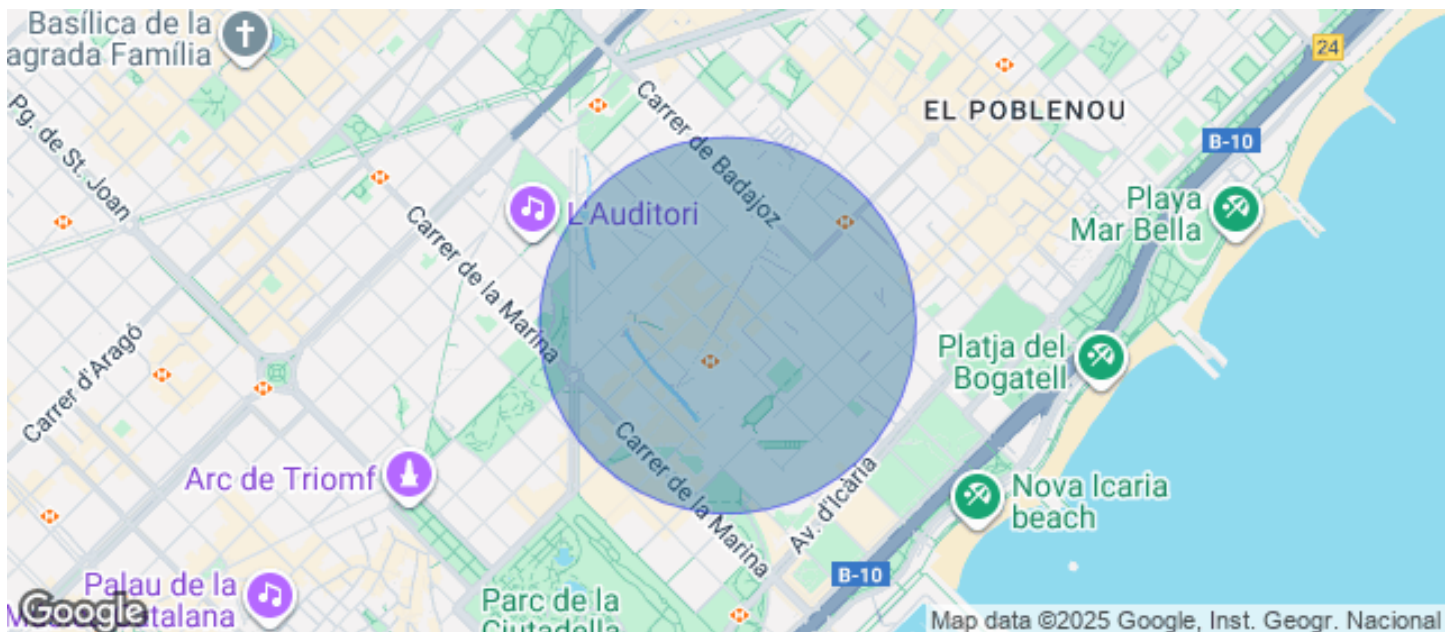 Basílica de la
agrada Família
24
EL POBLENOU
Carrer de Badajoz
B-10
Pg. de St. Joan
Playa
Mar Bella
L'Auditori
Carrer de la Marina
Carrer d'Aragó
Platja del
Bogatell
Arc de Triomf
Carrer de la Marina
Av. d'Icària
Nova Icaria
beach
B-10
Palau de la
Catalana
Parc de la
Ciutadella
Google
Map data ©2025 Google, Inst. Geogr. Nacional